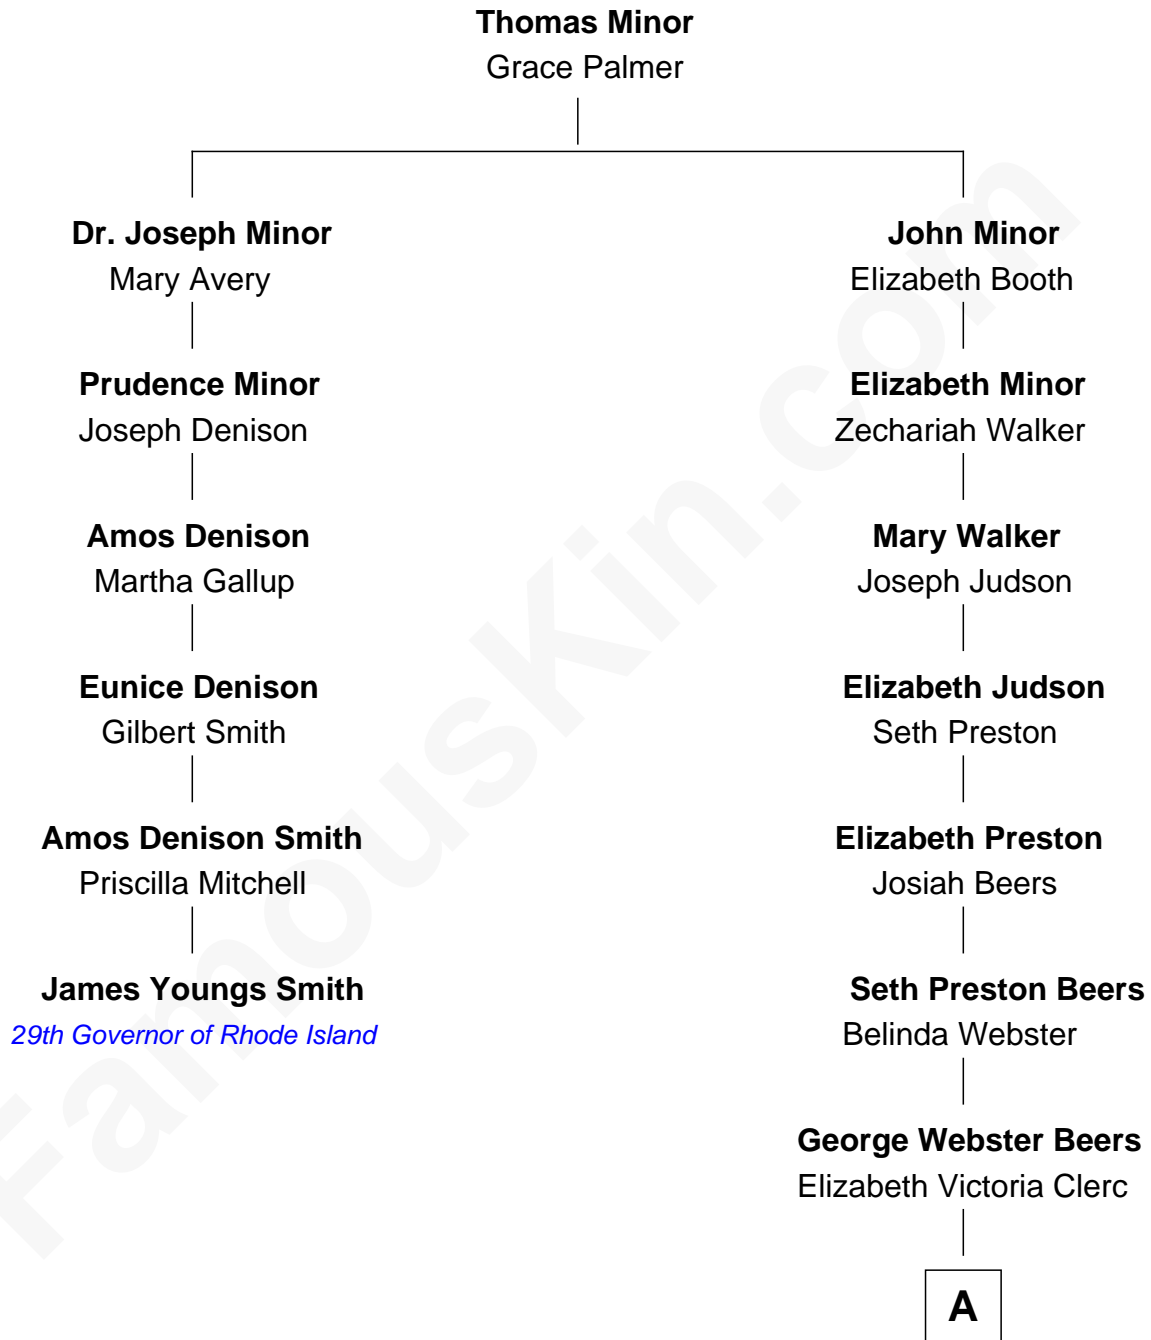 Thomas Minor
Grace Palmer
Dr. Joseph Minor
Mary Avery
Prudence Minor
Joseph Denison
Amos Denison
Martha Gallup
Eunice Denison
Gilbert Smith
Amos Denison Smith
Priscilla Mitchell
James Youngs Smith
29th Governor of Rhode Island
John Minor
Elizabeth Booth
Elizabeth Minor
Zechariah Walker
Mary Walker
Joseph Judson
Elizabeth Judson
Seth Preston
Elizabeth Preston
Josiah Beers
Seth Preston Beers
Belinda Webster
George Webster Beers
Elizabeth Victoria Clerc
A
FamousKin.com